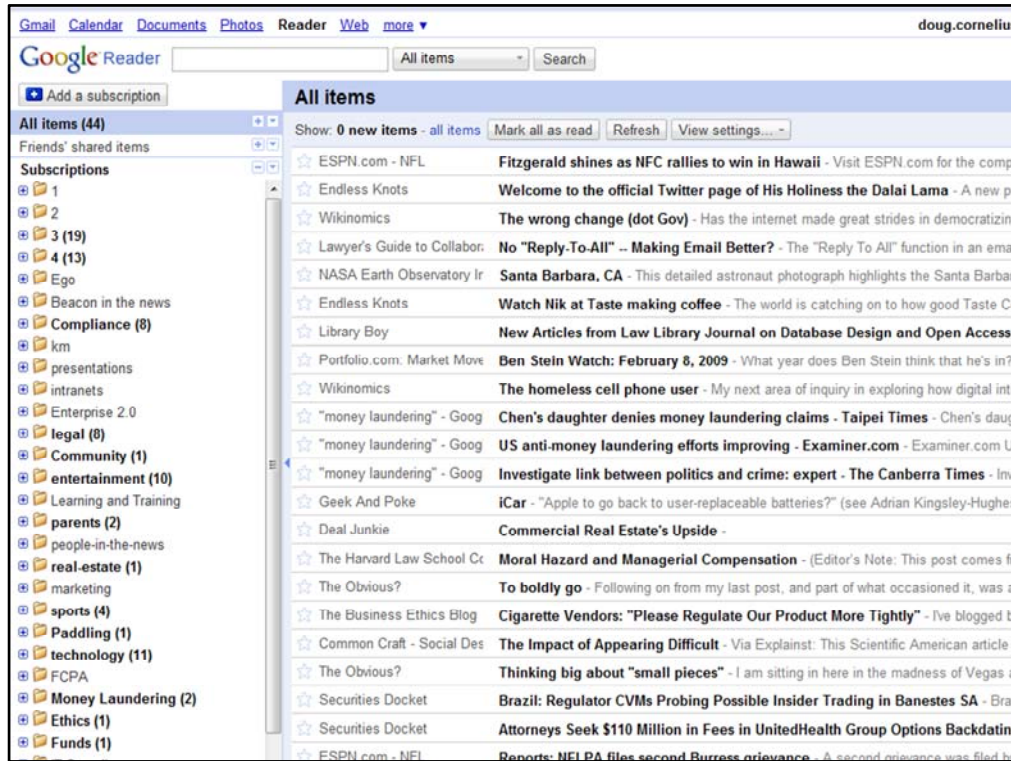 Gmail Calendar Documents Photos Reader Web more ▼ doug.cornelius
Google Reader All items Search
Add a subscription
All items (44)
Friends' shared items
Subscriptions
1
2
3 (19)
4 (13)
Ego
Beacon in the news
Compliance (8)
km
presentations
intranets
Enterprise 2.0
legal (8)
Community (1)
entertainment (10)
Learning and Training
parents (2)
people-in-the-news
real-estate (1)
marketing
sports (4)
Paddling (1)
technology (11)
FCPA
Money Laundering (2)
Ethics (1)
Funds (1)
All items
Show: 0 new items - all items Mark all as read Refresh View settings...
ESPN.com - NFL Fitzgerald shines as NFC rallies to win in Hawaii - Visit ESPN.com for the comp
Endless Knots Welcome to the official Twitter page of His Holiness the Dalai Lama - A new p
Wikinomics The wrong change (dot Gov) - Has the internet made great strides in democratizin
Lawyer's Guide to Collabor No "Reply-To-All" -- Making Email Better? - The "Reply To All" function in an ema
NASA Earth Observatory Ir Santa Barbara, CA - This detailed astronaut photograph highlights the Santa Barba
Endless Knots Watch Nik at Taste making coffee - The world is catching on to how good Taste C
Library Boy New Articles from Law Library Journal on Database Design and Open Access
Portfolio.com: Market Move Ben Stein Watch: February 8, 2009 - What year does Ben Stein think that he's in?
Wikinomics The homeless cell phone user - My next area of inquiry in exploring how digital int
"money laundering" - Goog Chen's daughter denies money laundering claims - Taipei Times - Chen's daug
"money laundering" - Goog US anti-money laundering efforts improving - Examiner.com - Examiner.com U
"money laundering" - Goog Investigate link between politics and crime: expert - The Canberra Times - Inv
Geek And Poke iCar - "Apple to go back to user-replaceable batteries?" (see Adrian Kingsley-Hughe
Deal Junkie Commercial Real Estate's Upside -
The Harvard Law School Cc Moral Hazard and Managerial Compensation - (Editor's Note: This post comes f
The Obvious? To boldly go - Following on from my last post, and part of what occasioned it, was a
The Business Ethics Blog Cigarette Vendors: "Please Regulate Our Product More Tightly" - I've blogged b
Common Craft - Social Des The Impact of Appearing Difficult - Via Explainst: This Scientific American article
The Obvious? Thinking big about "small pieces" - I am sitting in here in the madness of Vegas a
Securities Docket Brazil: Regulator CVMs Probing Possible Insider Trading in Banestes SA - Bra
Securities Docket Attorneys Seek $110 Million in Fees in UnitedHealth Group Options Backdatin
ESPN.com - NFL Reports: NFLPA files second Burress grievance - A second grievance was filed b